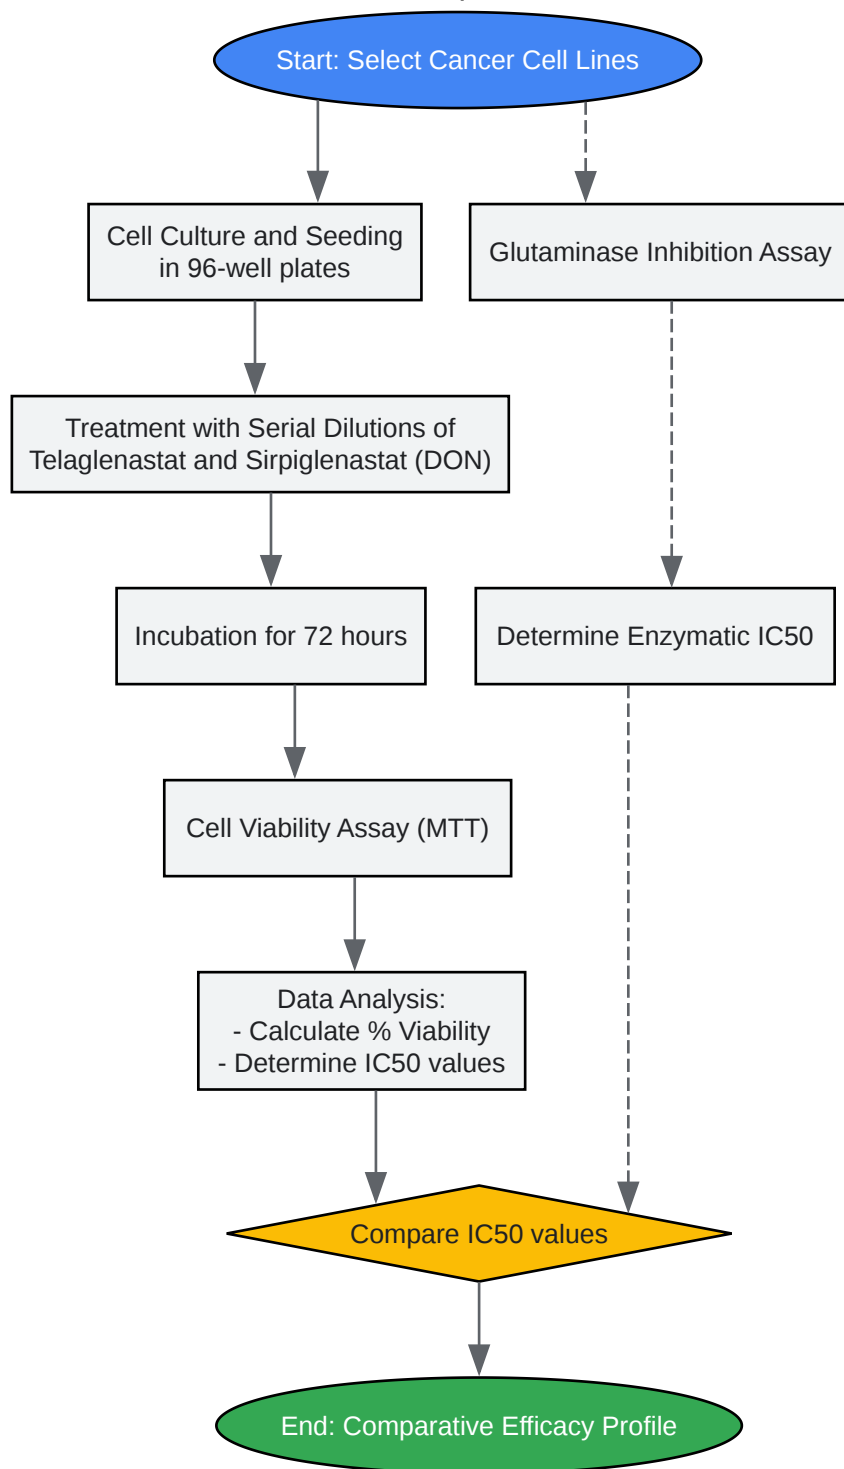 Start: Select Cancer Cell Lines
Cell Culture and Seeding
in 96-well plates
Glutaminase Inhibition Assay
Treatment with Serial Dilutions of
Telaglenastat and Sirpiglenastat (DON)
Incubation for 72 hours
Determine Enzymatic IC50
Cell Viability Assay (MTT)
Data Analysis:
- Calculate % Viability
- Determine IC50 values
Compare IC50 values
End: Comparative Efficacy Profile